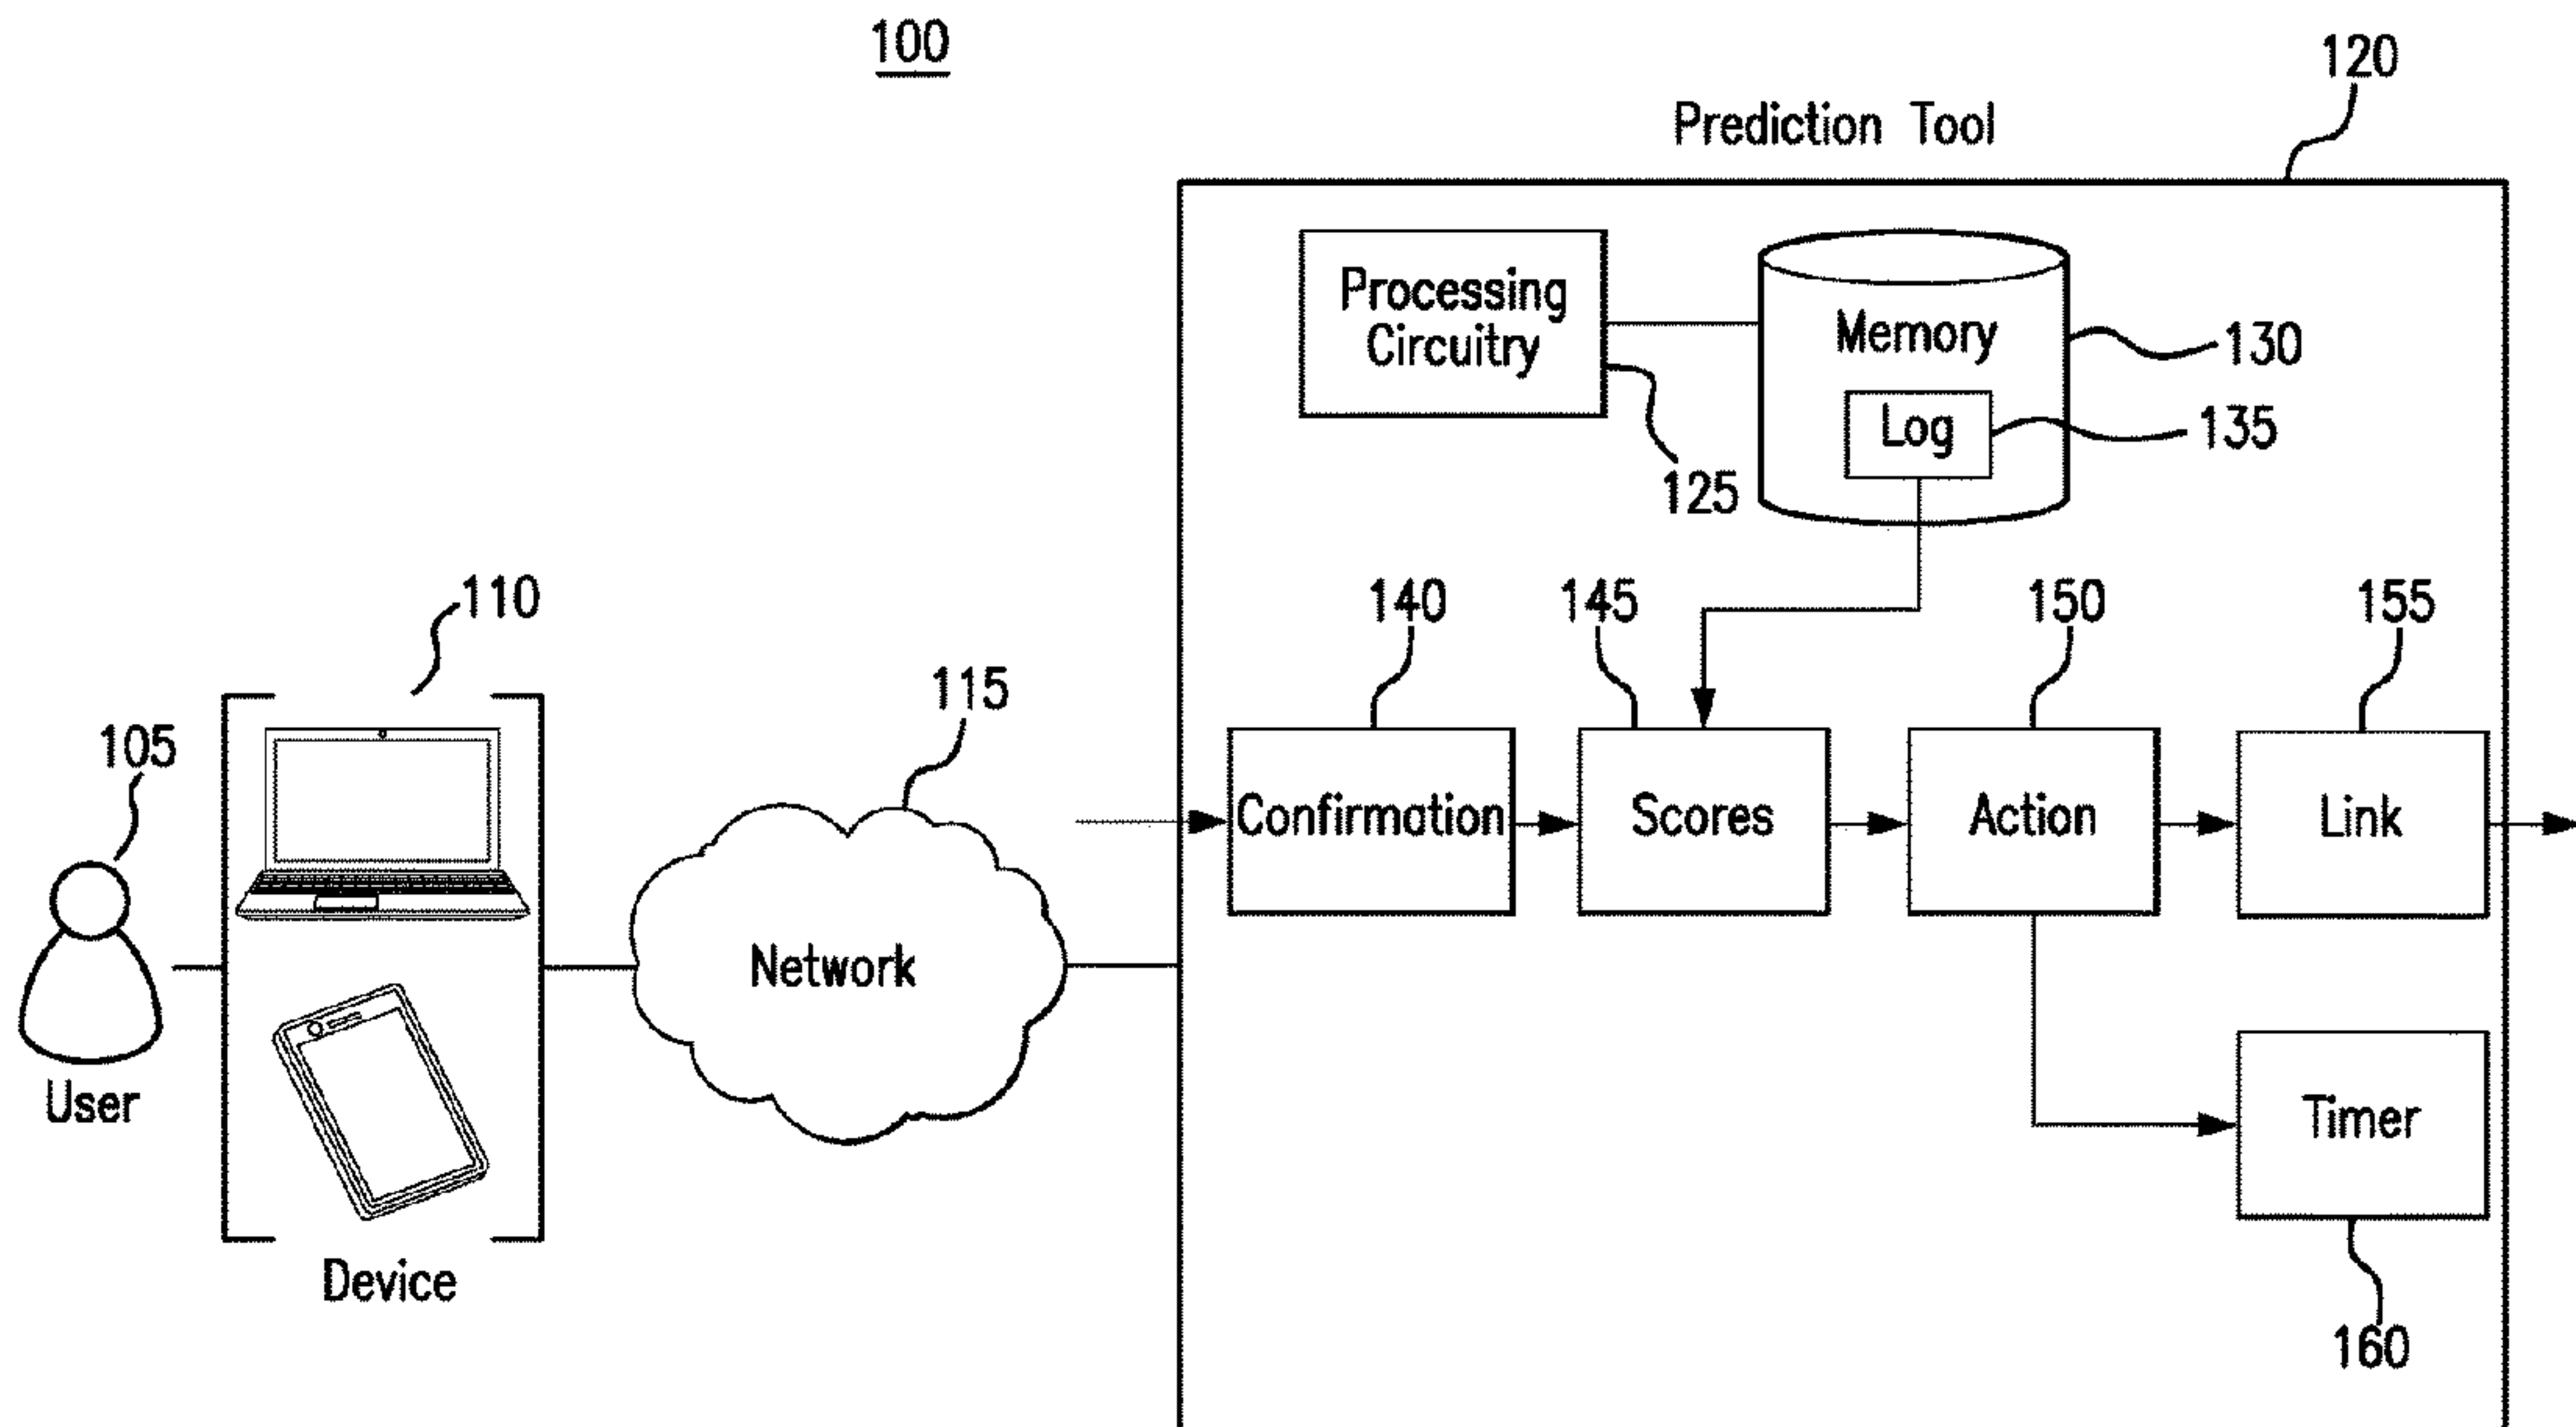 100
120
Prediction Tool
Processing
Circuitry
Memory
130
Log
135
125
110
140
145
150
155
115
105
Confirmation
Scores
Action
Link
Network
User
Timer
Device
160